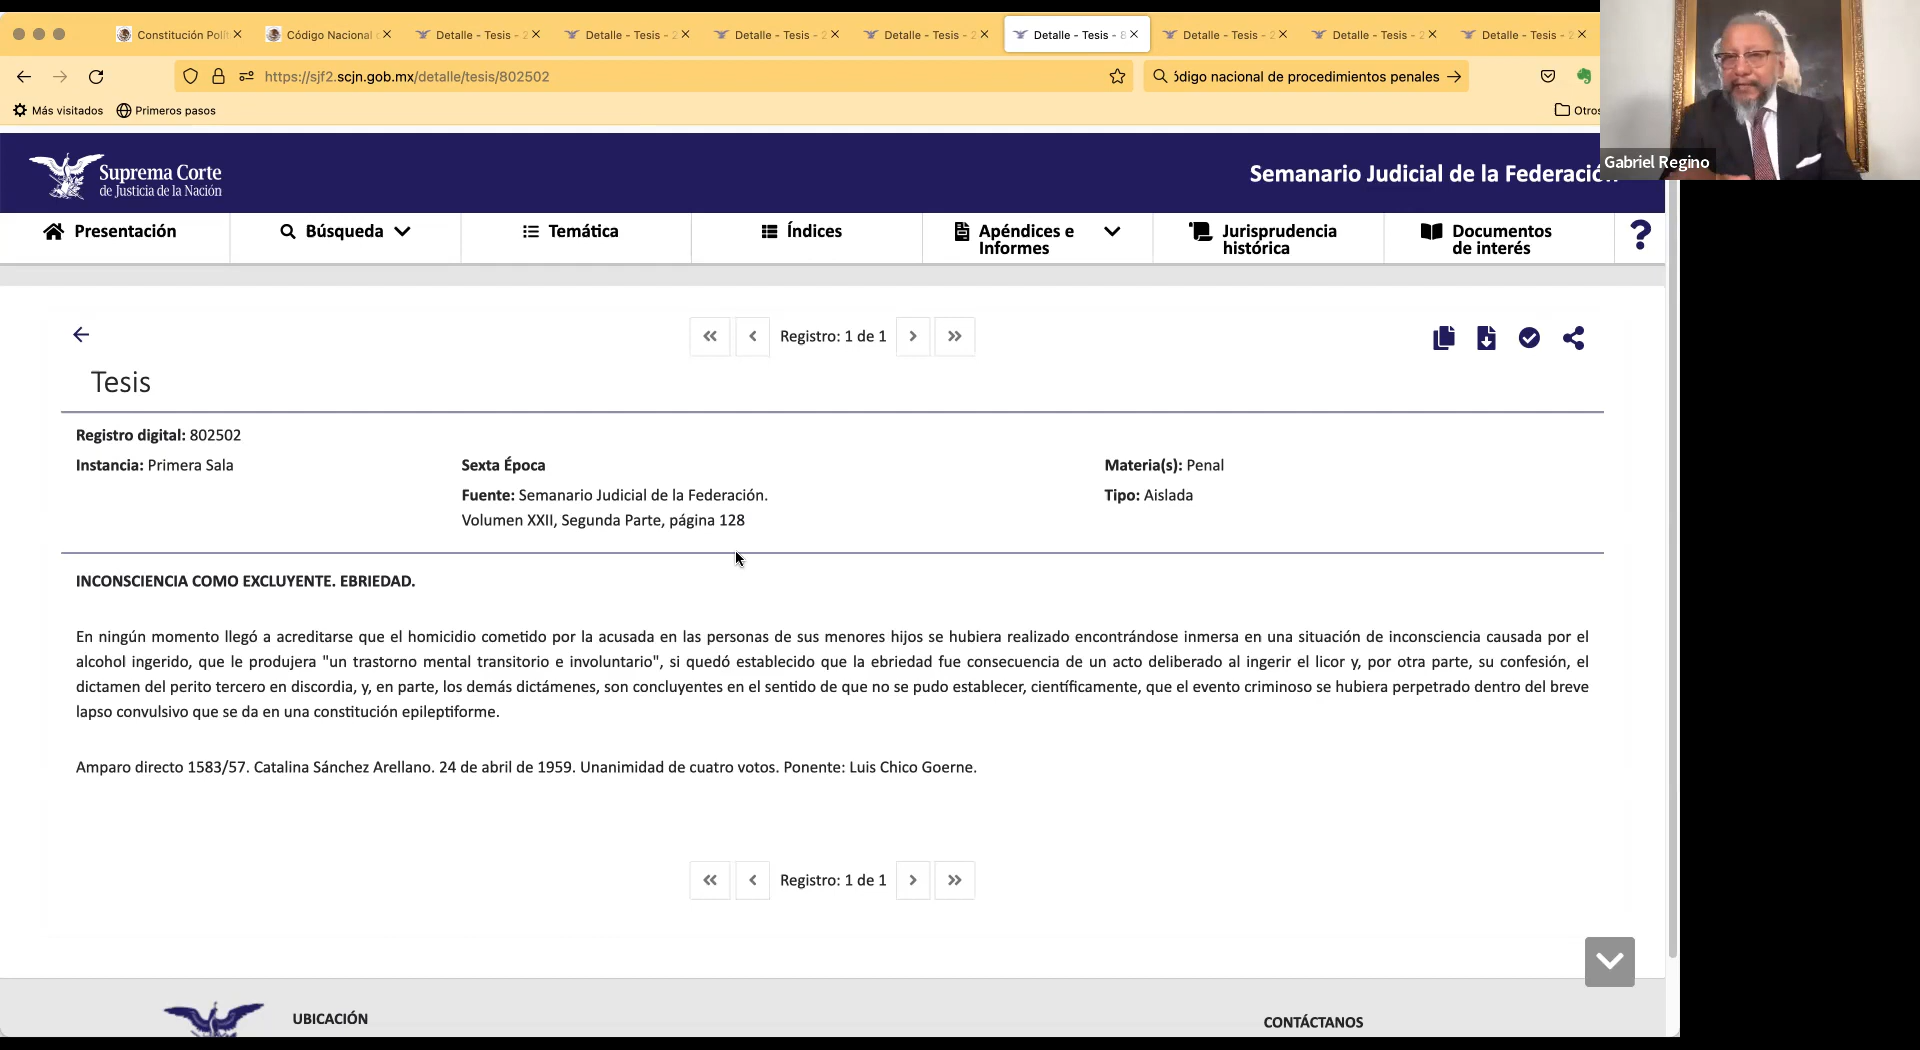 Constitución Polít
Código Nacional
Detalle - Tesis - 2
Detalle - Tesis - 2
Detalle - Tesis - 2
Detalle - Tesis - 2
Detalle - Tesis - 8
Detalle - Tesis - 2
Detalle - Tesis - 2
Detalle - Tesis - 2
https://sjf2.scjn.gob.mx/detalle/tesis/802502
ódigo nacional de procedimientos penales
Más visitados
Primeros pasos
Otros
Gabriel Regino
Suprema Corte
de Justicia de la Nación
Semanario Judicial de la Federación
Presentación
Búsqueda
Temática
Índices
Apéndices e
Informes
Jurisprudencia
histórica
Documentos
de interés
?
Registro: 1 de 1
Tesis
Registro digital: 802502
Instancia: Primera Sala
Sexta Época
Materia(s): Penal
Fuente: Semanario Judicial de la Federación.
Tipo: Aislada
Volumen XXII, Segunda Parte, página 128
INCONSCIENCIA COMO EXCLUYENTE. EBRIEDAD.
En ningún momento llegó a acreditarse que el homicidio cometido por la acusada en las personas de sus menores hijos se hubiera realizado encontrándose inmersa en una situación de inconsciencia causada por el
alcohol ingerido, que le produjera "un trastorno mental transitorio e involuntario", si quedó establecido que la ebriedad fue consecuencia de un acto deliberado al ingerir el licor y, por otra parte, su confesión, el
dictamen del perito tercero en discordia, y, en parte, los demás dictámenes, son concluyentes en el sentido de que no se pudo establecer, científicamente, que el evento criminoso se hubiera perpetrado dentro del breve
lapso convulsivo que se da en una constitución epileptiforme.
Amparo directo 1583/57. Catalina Sánchez Arellano. 24 de abril de 1959. Unanimidad de cuatro votos. Ponente: Luis Chico Goerne.
Registro: 1 de 1
UBICACIÓN
CONTÁCTANOS